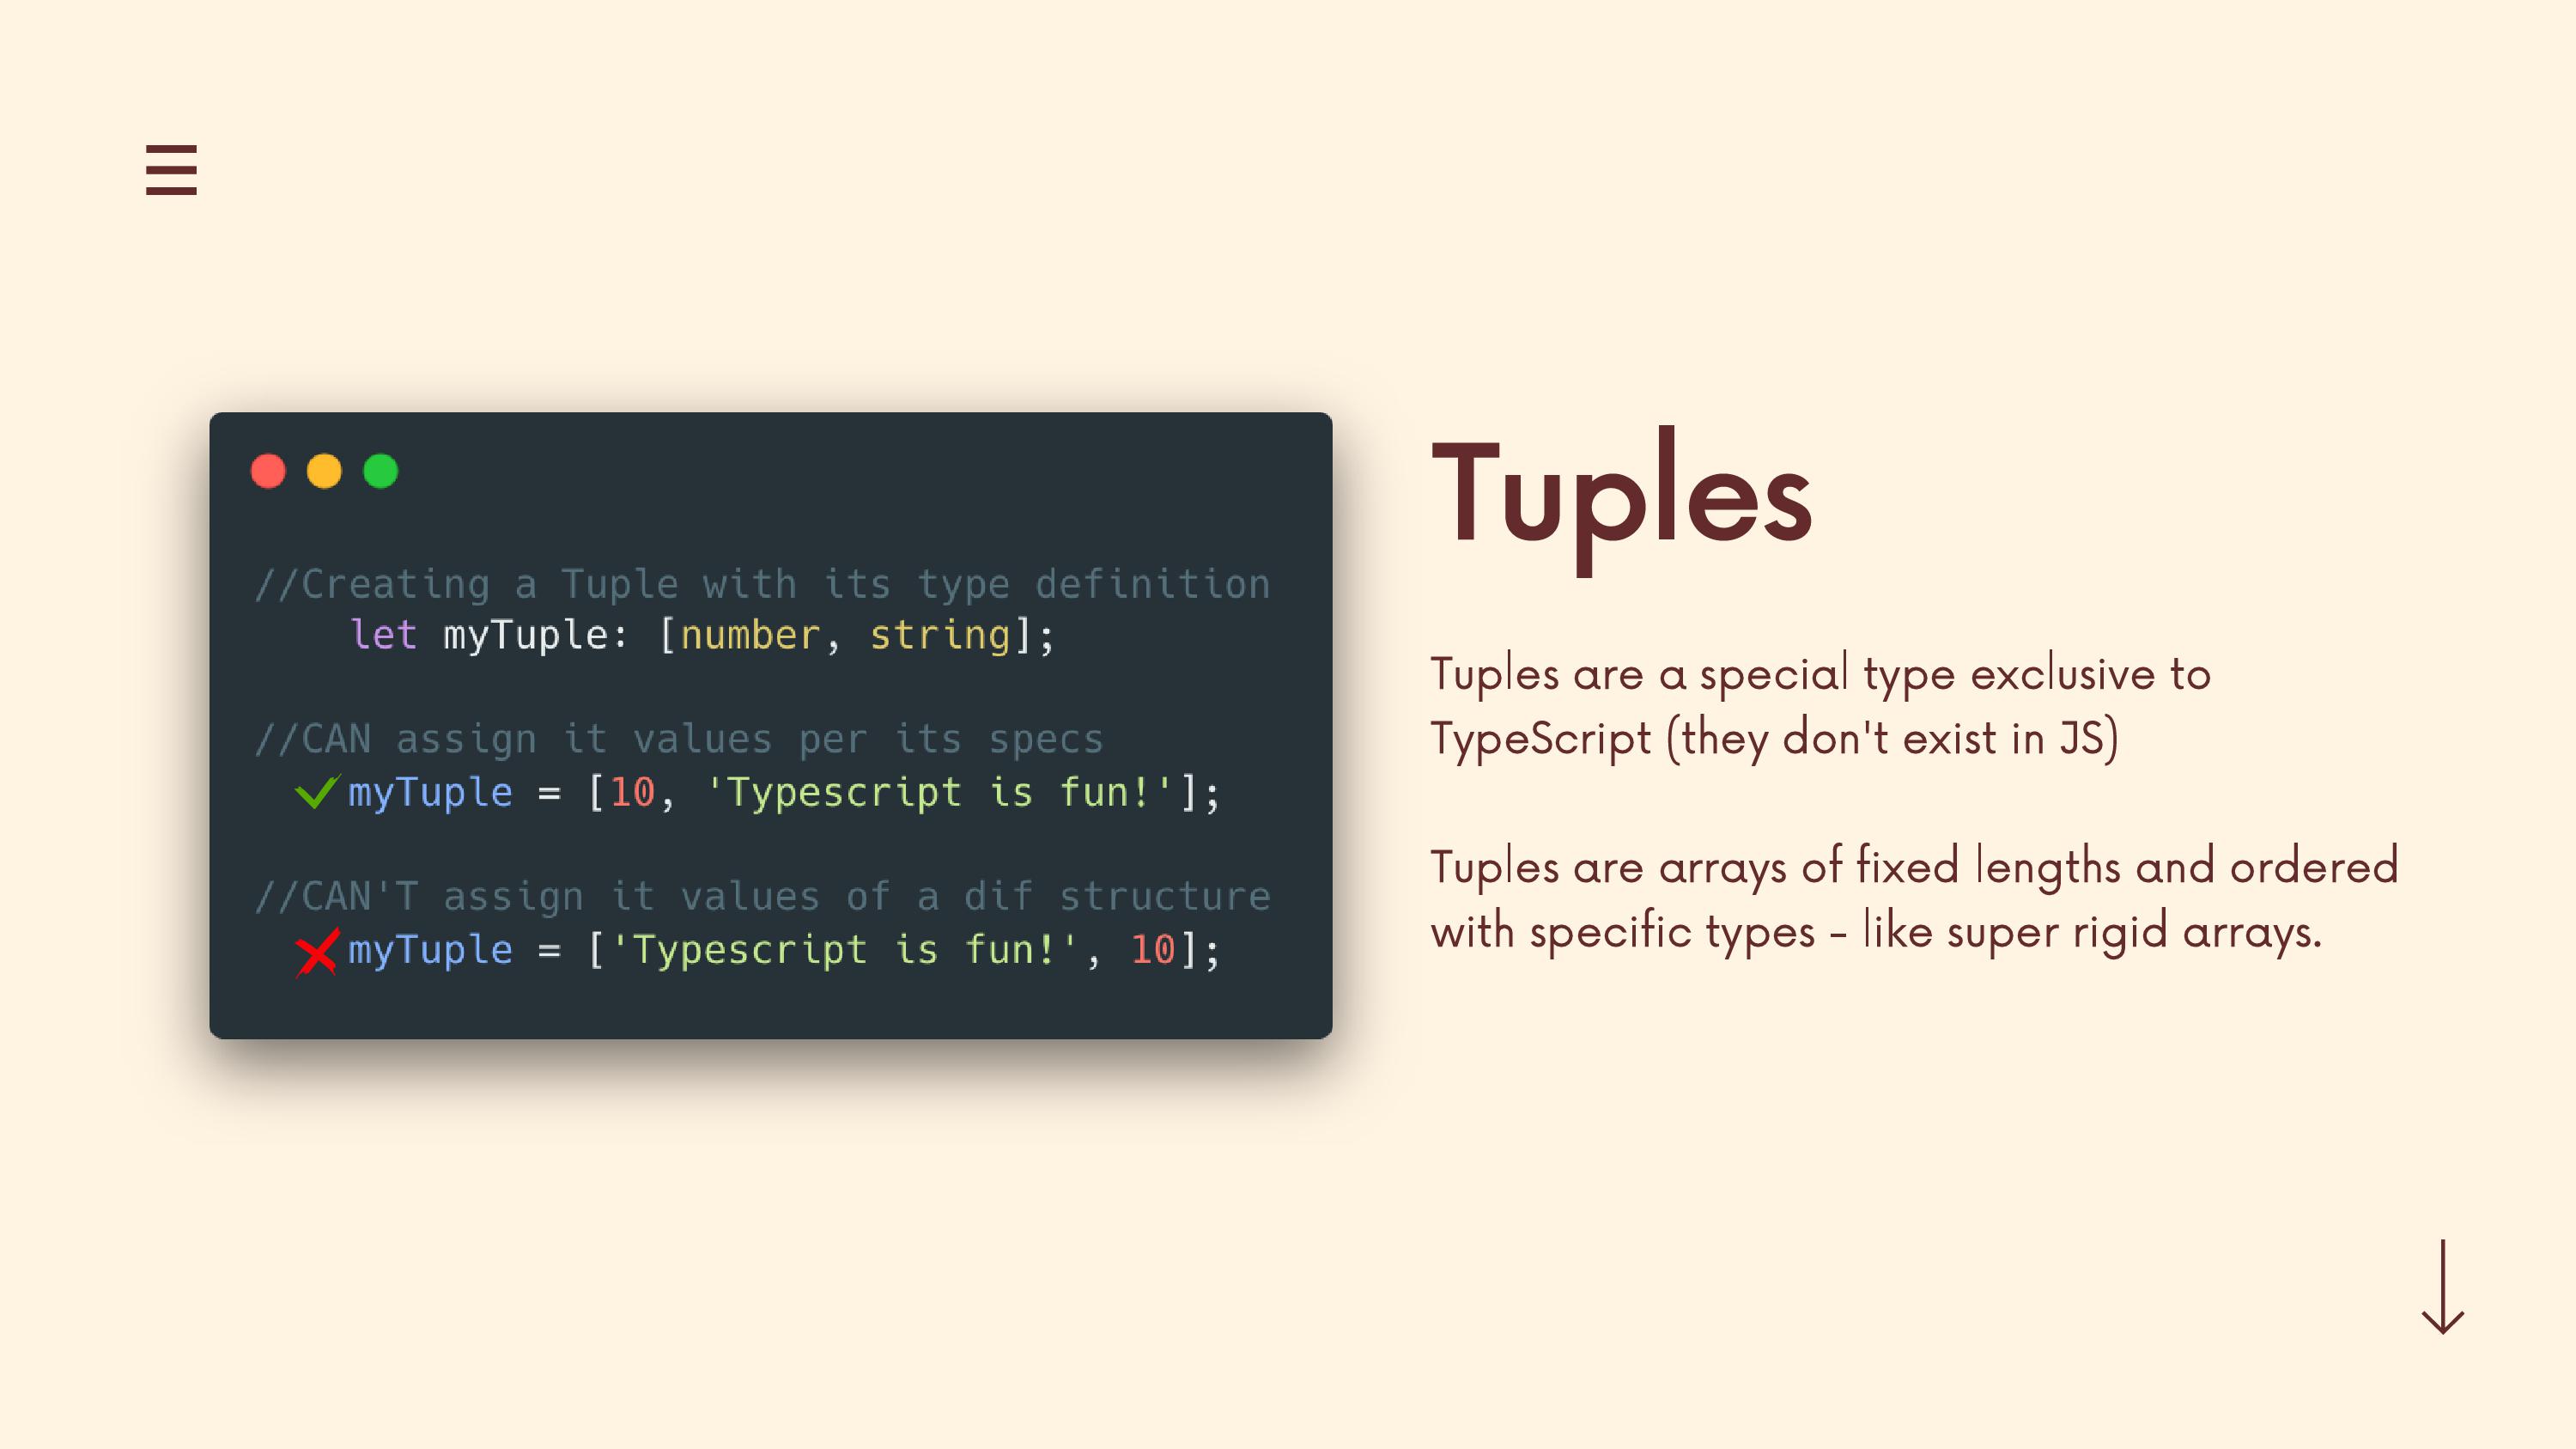 //Creating a Tuple with its type definition
let myTuple: [number, string];
//CAN assign it values per its specs
myTuple = [10, 'Typescript is fun!'];
//CAN'T assign it values of a dif structure
myTuple = ['Typescript is fun!', 10];
Tuples
Tuples are a special type exclusive to
TypeScript (they don't exist in JS)
Tuples are arrays of fixed lengths and ordered
with specific types - like super rigid arrays.